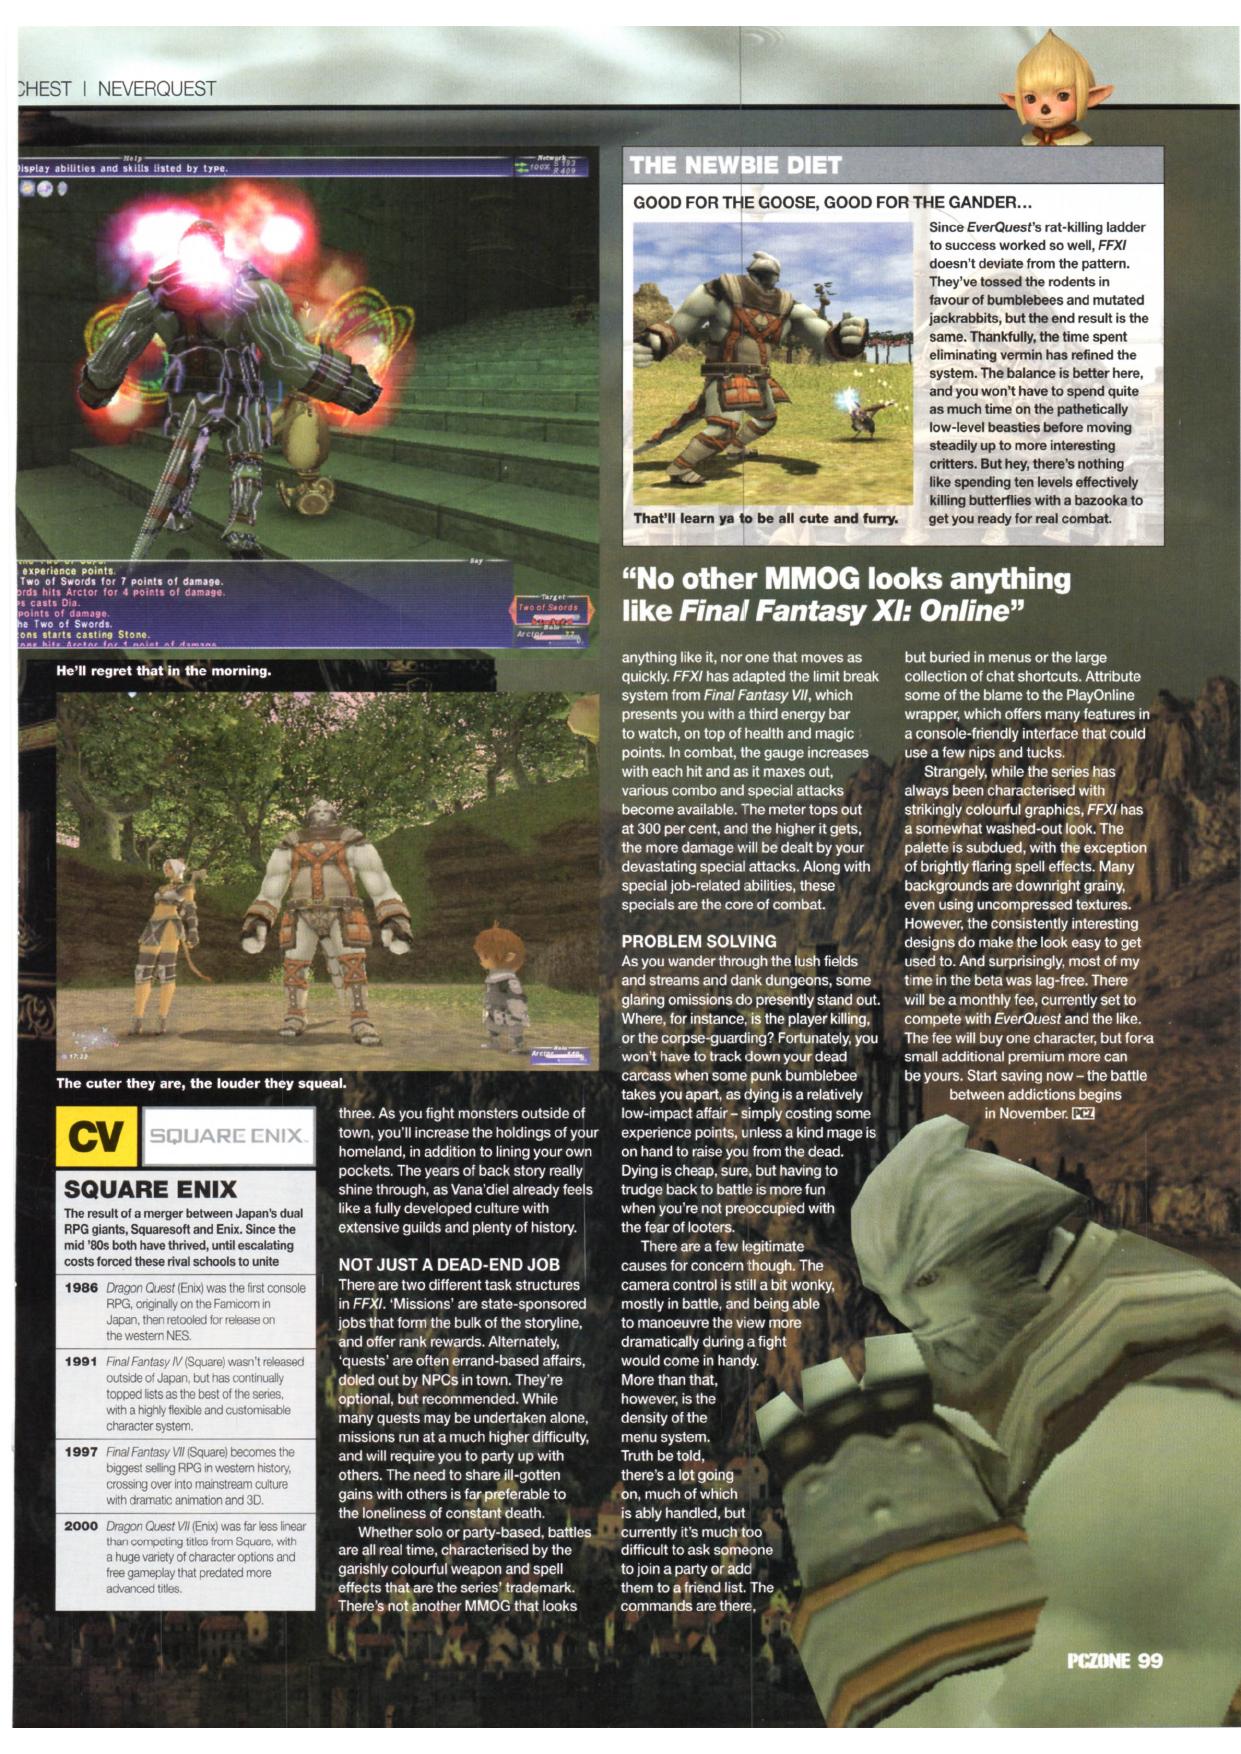 CHEST | NEVERQUEST
Help
Display abilities and skills listed by type.
Network
100% S 193
R 409
experience points.
Two of Swords for 7 points of damage.
ords hits Arctor for 4 points of damage.
s casts Dia.
points of damage.
he Two of Swords.
ons starts casting Stone.
ons hits Arctor for 1 point of damage
Say
Target
Two of Swords
Solo
Arctor 77
He'll regret that in the morning.
17:22
Solo
Arctor
The cuter they are, the louder they squeal.
THE NEWBIE DIET
GOOD FOR THE GOOSE, GOOD FOR THE GANDER...
Since EverQuest's rat-killing ladder
to success worked so well, FFXI
doesn't deviate from the pattern.
They've tossed the rodents in
favour of bumblebees and mutated
jackrabbits, but the end result is the
same. Thankfully, the time spent
eliminating vermin has refined the
system. The balance is better here,
and you won't have to spend quite
as much time on the pathetically
low-level beasties before moving
steadily up to more interesting
critters. But hey, there's nothing
like spending ten levels effectively
killing butterflies with a bazooka to
get you ready for real combat.
That'll learn ya to be all cute and furry.
"No other MMOG looks anything
like Final Fantasy XI: Online"
CV
SQUARE ENIX™
SQUARE ENIX
The result of a merger between Japan's dual
RPG giants, Squaresoft and Enix. Since the
mid '80s both have thrived, until escalating
costs forced these rival schools to unite
1986 Dragon Quest (Enix) was the first console
RPG, originally on the Famicom in
Japan, then retooled for release on
the western NES.
1991 Final Fantasy IV (Square) wasn't released
outside of Japan, but has continually
topped lists as the best of the series,
with a highly flexible and customisable
character system.
1997 Final Fantasy VII (Square) becomes the
biggest selling RPG in western history,
crossing over into mainstream culture
with dramatic animation and 3D.
2000 Dragon Quest VII (Enix) was far less linear
than competing titles from Square, with
a huge variety of character options and
free gameplay that predated more
advanced titles.
three. As you fight monsters outside of
town, you'll increase the holdings of your
homeland, in addition to lining your own
pockets. The years of back story really
shine through, as Vana'diel already feels
like a fully developed culture with
extensive guilds and plenty of history.
NOT JUST A DEAD-END JOB
There are two different task structures
in FFXI. 'Missions' are state-sponsored
jobs that form the bulk of the storyline,
and offer rank rewards. Alternately,
'quests' are often errand-based affairs,
doled out by NPCs in town. They're
optional, but recommended. While
many quests may be undertaken alone,
missions run at a much higher difficulty,
and will require you to party up with
others. The need to share ill-gotten
gains with others is far preferable to
the loneliness of constant death.
Whether solo or party-based, battles
are all real time, characterised by the
garishly colourful weapon and spell
effects that are the series' trademark.
There's not another MMOG that looks
anything like it, nor one that moves as
quickly. FFXI has adapted the limit break
system from Final Fantasy VII, which
presents you with a third energy bar
to watch, on top of health and magic
points. In combat, the gauge increases
with each hit and as it maxes out,
various combo and special attacks
become available. The meter tops out
at 300 per cent, and the higher it gets,
the more damage will be dealt by your
devastating special attacks. Along with
special job-related abilities, these
specials are the core of combat.
PROBLEM SOLVING
As you wander through the lush fields
and streams and dank dungeons, some
glaring omissions do presently stand out.
Where, for instance, is the player killing,
or the corpse-guarding? Fortunately, you
won't have to track down your dead
carcass when some punk bumblebee
takes you apart, as dying is a relatively
low-impact affair – simply costing some
experience points, unless a kind mage is
on hand to raise you from the dead.
Dying is cheap, sure, but having to
trudge back to battle is more fun
when you're not preoccupied with
the fear of looters.
There are a few legitimate
causes for concern though. The
camera control is still a bit wonky,
mostly in battle, and being able
to manoeuvre the view more
dramatically during a fight
would come in handy.
More than that,
however, is the
density of the
menu system.
Truth be told,
there's a lot going
on, much of which
is ably handled, but
currently it's much too
difficult to ask someone
to join a party or add
them to a friend list. The
commands are there,
but buried in menus or the large
collection of chat shortcuts. Attribute
some of the blame to the PlayOnline
wrapper, which offers many features in
a console-friendly interface that could
use a few nips and tucks.
Strangely, while the series has
always been characterised with
strikingly colourful graphics, FFXI has
a somewhat washed-out look. The
palette is subdued, with the exception
of brightly flaring spell effects. Many
backgrounds are downright grainy,
even using uncompressed textures.
However, the consistently interesting
designs do make the look easy to get
used to. And surprisingly, most of my
time in the beta was lag-free. There
will be a monthly fee, currently set to
compete with EverQuest and the like.
The fee will buy one character, but for a
small additional premium more can
be yours. Start saving now – the battle
between addictions begins
in November. PCZ
PCZONE 99